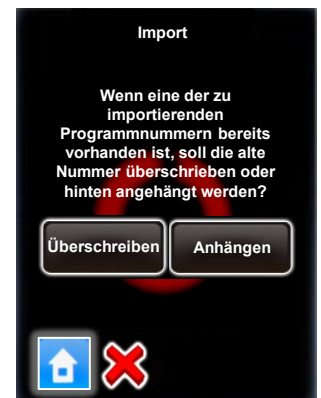 Import
Wenn eine der zu
importierenden
Programmnummern bereits
vorhanden ist, soll die alte
Nummer überschrieben oder
hinten angehängt werden?
Überschreiben Anhängen